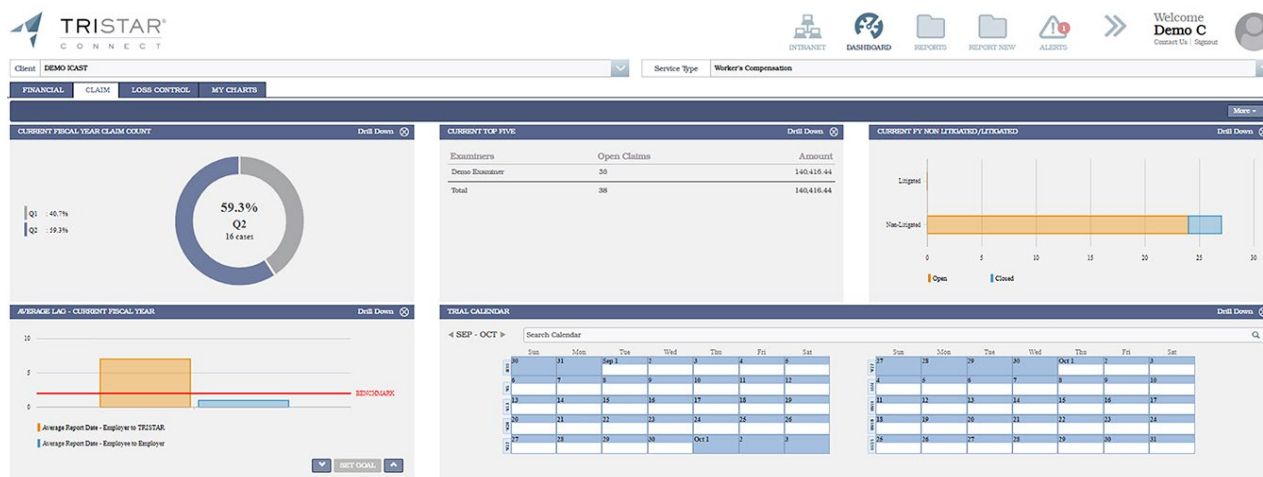 TRISTAR®
CONNECT
INTRANET
DASHBOARD
REPORTS
REPORT NEW
ALERTS
1
Welcome
Demo C
Contact Us | Signout
Client DEMO ICAST
Service Type Worker's Compensation
FINANCIAL CLAIM LOSS CONTROL MY CHARTS
More
CURRENT FISCAL YEAR CLAIM COUNT Drill Down
Q1 : 40.7%
Q2 : 59.3%
59.3%
Q2
16 cases
CURRENT TOP FIVE Drill Down
Examiners Open Claims Amount
Demo Examiner 38 140,416.44
Total 38 140,416.44
CURRENT FY NON LITIGATED/LITIGATED Drill Down
Litigated
Non-Litigated
0 5 10 15 20 25 30
Open Closed
AVERAGE LAG - CURRENT FISCAL YEAR Drill Down
10
5
0
BENCHMARK
Average Report Date - Employer to TRISTAR
Average Report Date - Employee to Employer
SET GOAL
TRIAL CALENDAR Drill Down
SEP - OCT Search Calendar
Sun Mon Tue Wed Thu Fri Sat
30 31 Sep 1 2 3 4 5
6 7 8 9 10 11 12
13 14 15 16 17 18 19
20 21 22 23 24 25 26
27 28 29 30 Oct 1 2 3
Sun Mon Tue Wed Thu Fri Sat
27 28 29 30 Oct 1 2 3
4 5 6 7 8 9 10
11 12 13 14 15 16 17
18 19 20 21 22 23 24
25 26 27 28 29 30 31